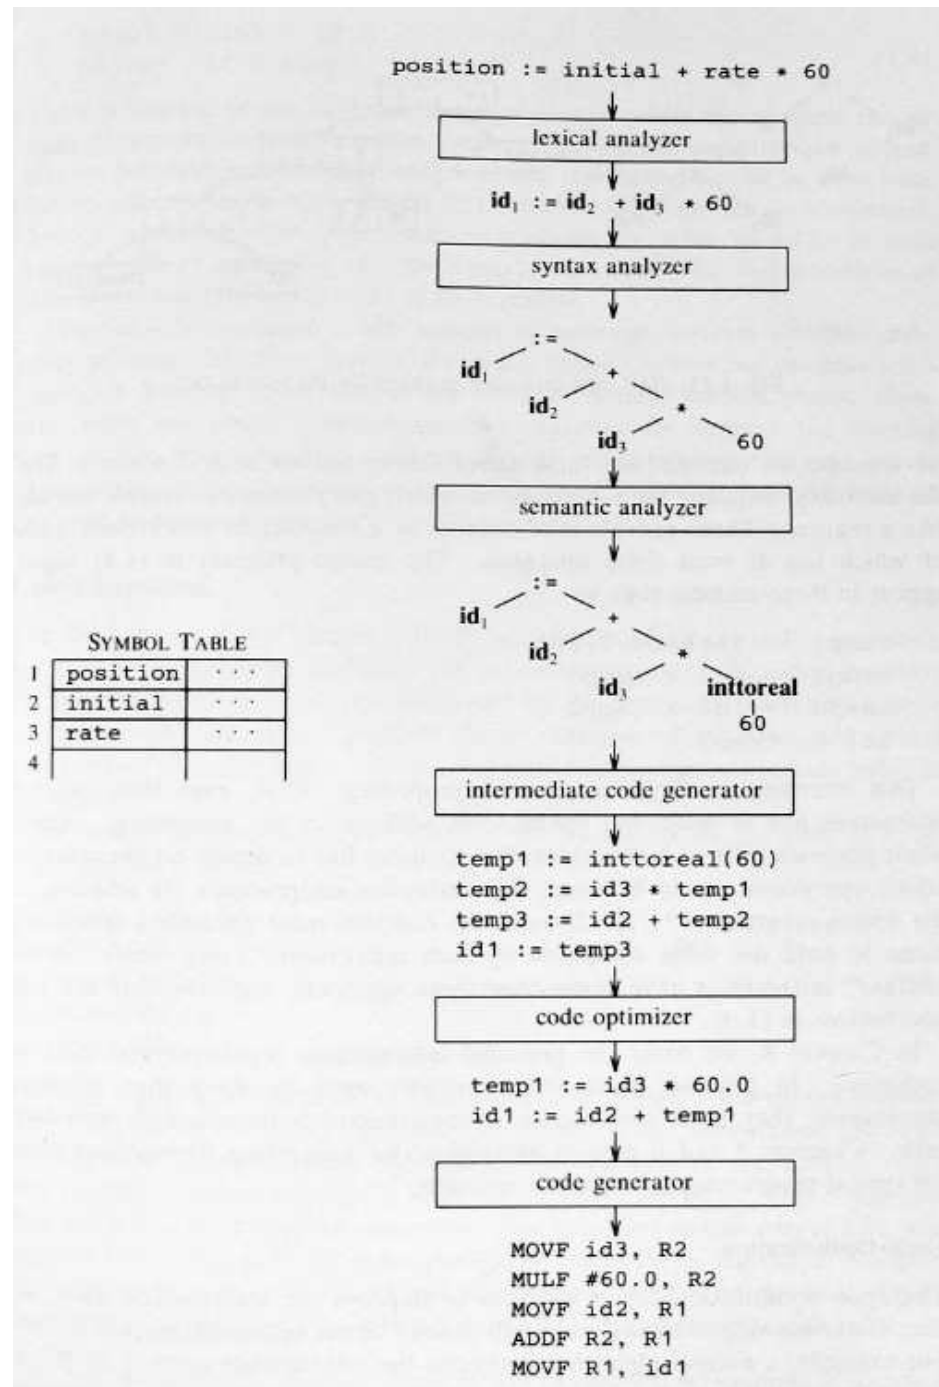 position := initial + rate * 60
lexical analyzer
id₁ := id₂ + id₃ * 60
syntax analyzer
:=
id₁ +
id₂ *
id₃ 60
semantic analyzer
:=
id₁ +
id₂ *
id₃ inttoreal
60
SYMBOL TABLE
1 position ...
2 initial ...
3 rate ...
4
intermediate code generator
temp1 := inttoreal(60)
temp2 := id3 * temp1
temp3 := id2 + temp2
id1 := temp3
code optimizer
temp1 := id3 * 60.0
id1 := id2 + temp1
code generator
MOVF id3, R2
MULF #60.0, R2
MOVF id2, R1
ADDF R2, R1
MOVF R1, id1